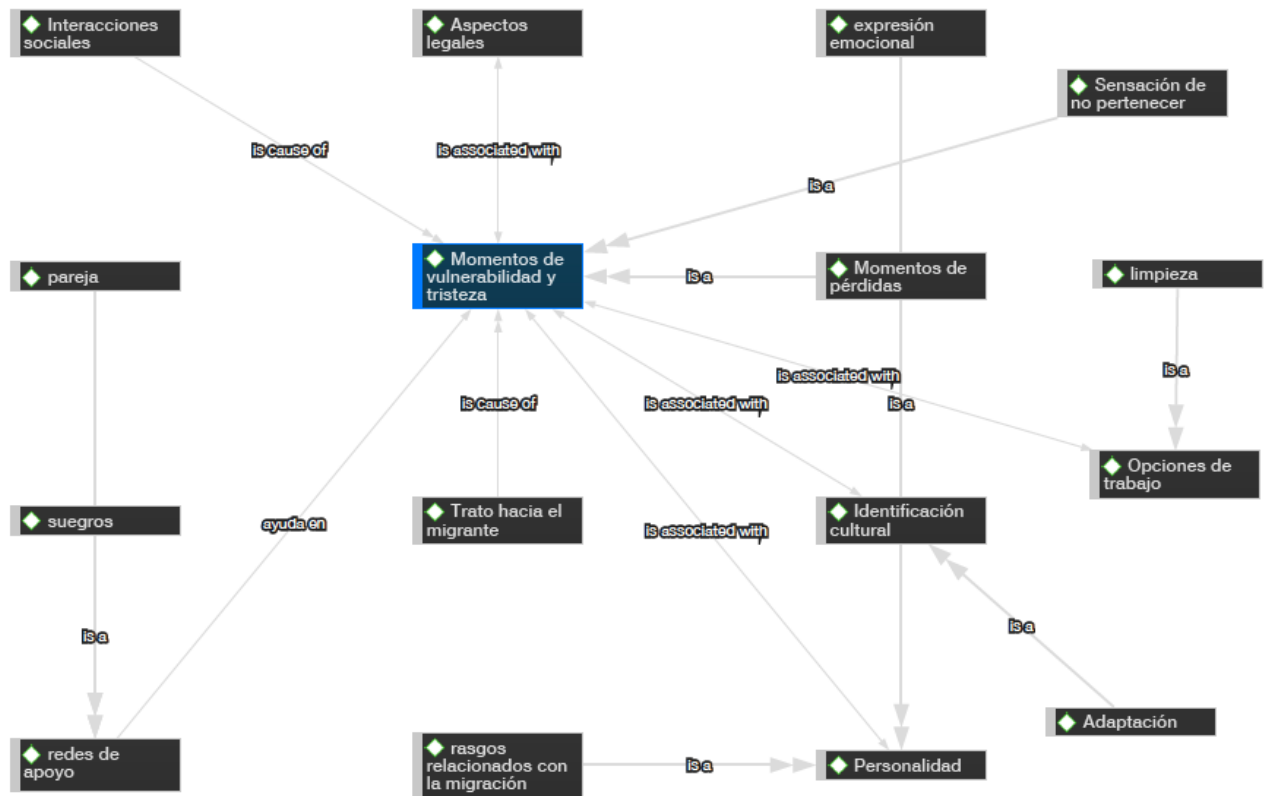 Interacciones
sociales
Aspectos
legales
expresión
emocional
Sensación de
no pertenecer
is cause of
is associated with
is a
Momentos de
vulnerabilidad y
tristeza
is a
Momentos de
pérdidas
pareja
limpieza
is a
is associated with
is cause of
is associated with
is a
Opciones de
trabajo
suegros
ayuda en
Trato hacia el
migrante
is associated with
Identificación
cultural
is a
is a
Adaptación
redes de
apoyo
rasgos
relacionados con
la migración
is a
Personalidad